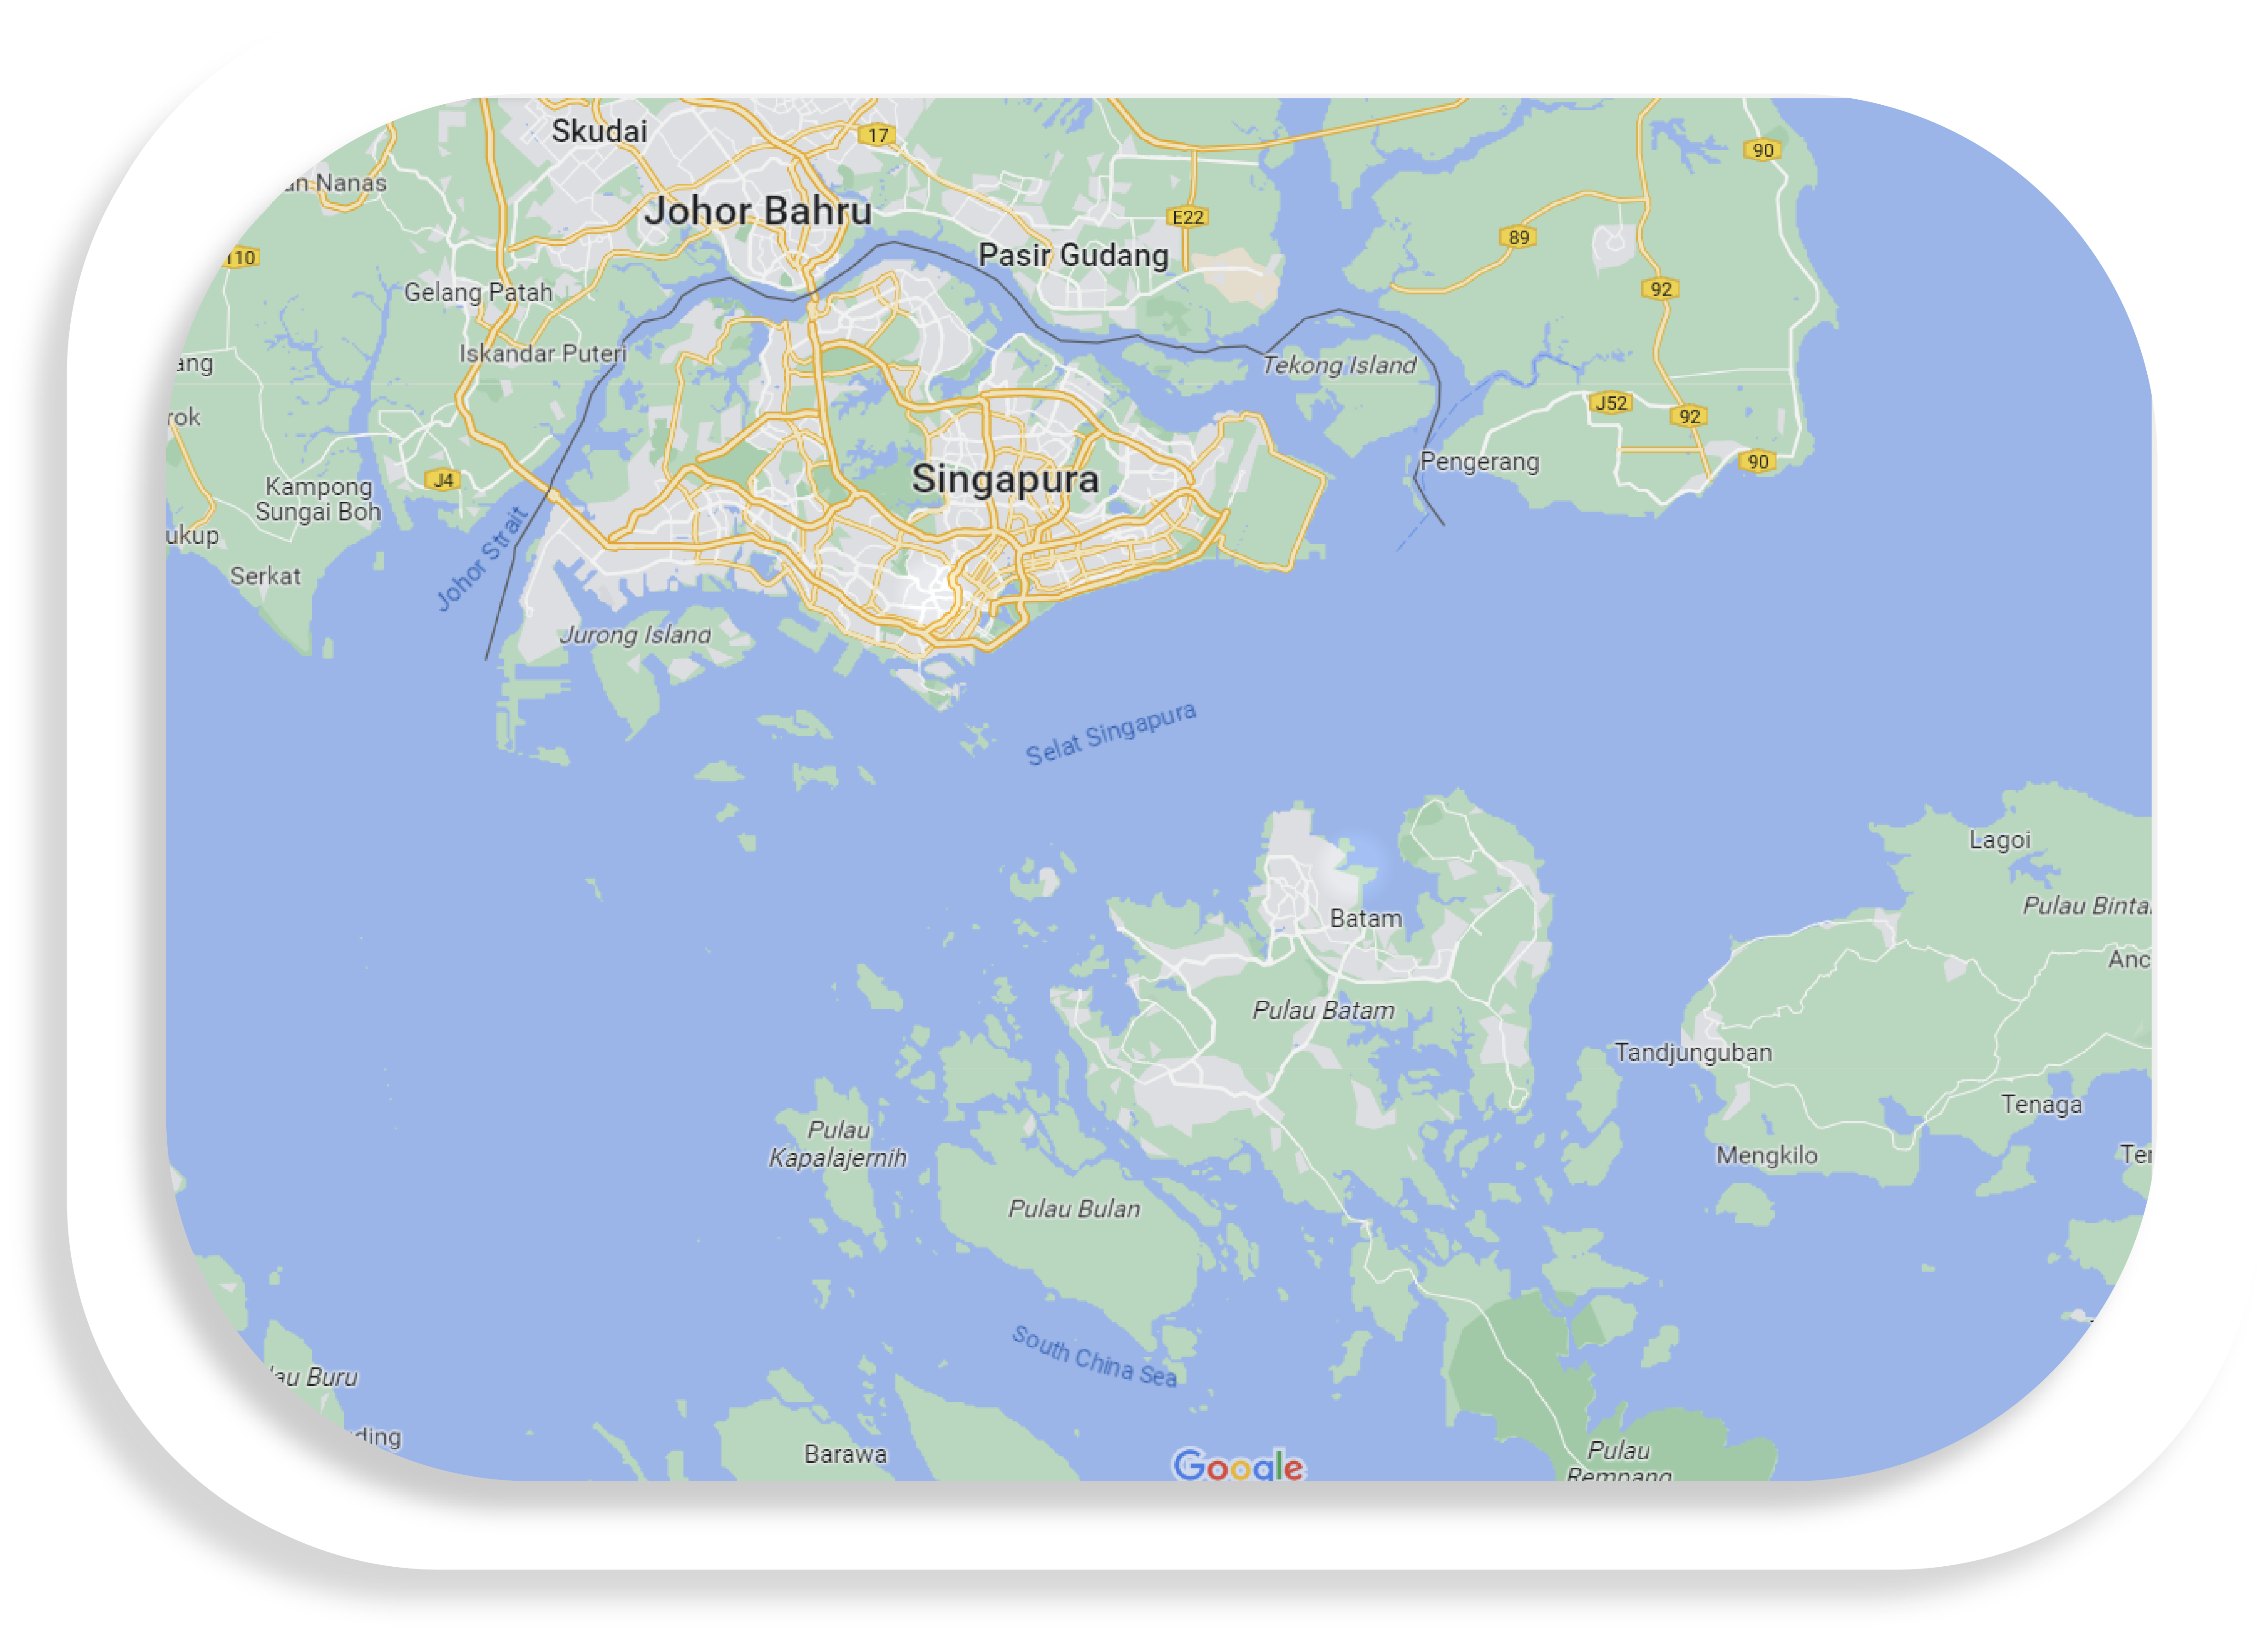 Skudai
17
90
an Nanas
Johor Bahru
E22
Pasir Gudang
89
110
Gelang Patah
92
Iskandar Puteri
ang
Tekong Island
J52
rok
92
Pengerang
90
J4
Singapura
Kampong
Sungai Boh
ukup
Johor Strait
Serkat
Jurong Island
Selat Singapura
Lagoi
Pulau Binta
Batam
Anc
Pulau Batam
Tandjunguban
Tenaga
Pulau
Kapalajernih
Mengkilo
Ter
Pulau Bulan
South China Sea
lau Buru
ding
Barawa
Pulau
Rempang
Google